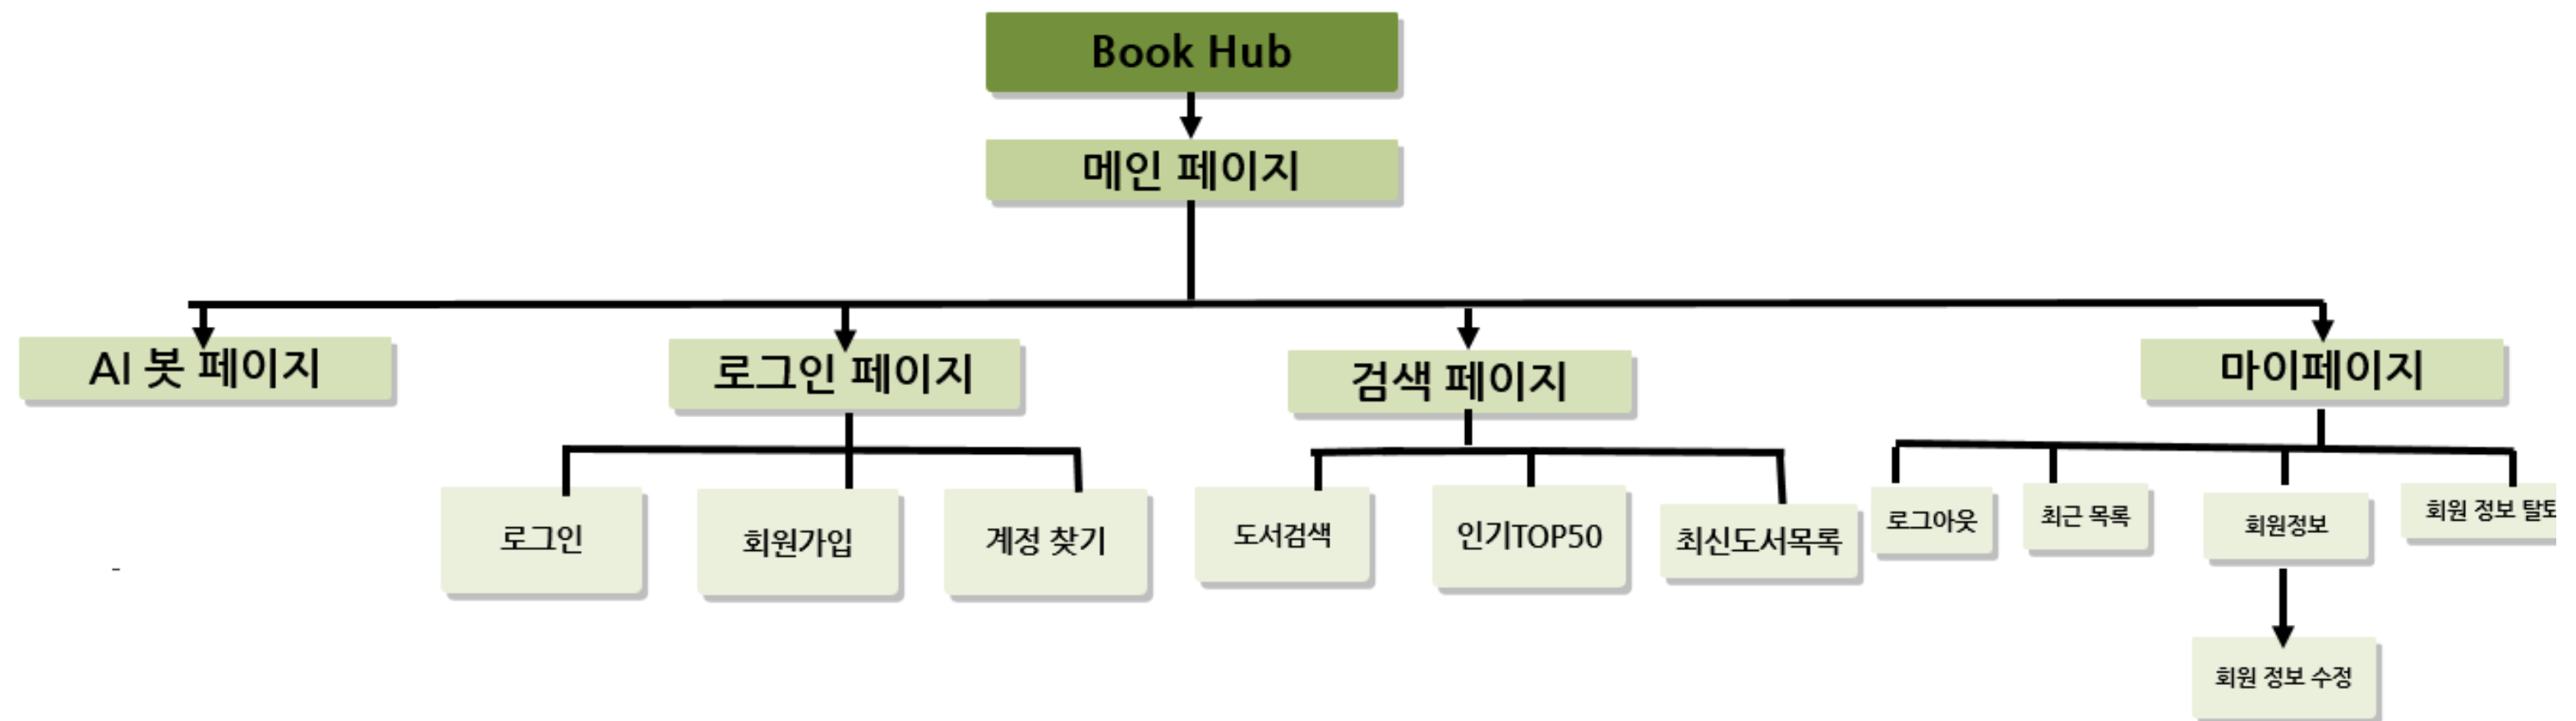 Book Hub
메인 페이지
AI 봇 페이지
로그인 페이지
검색 페이지
마이페이지
로그인
회원가입
계정 찾기
도서검색
인기TOP50
최신도서목록
로그아웃
최근 목록
회원정보
회원 정보
-
회원 정보 수정